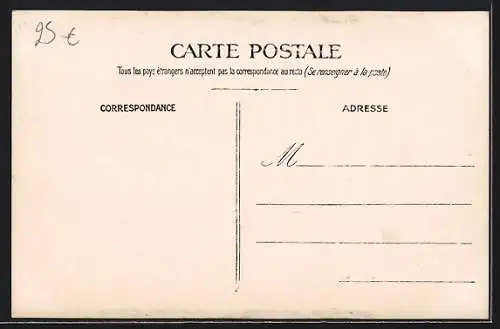 25 €
CARTE POSTALE
Tous les pays étrangers n'acceptent pas la correspondance au recto (Se renseigner à la poste)
CORRESPONDANCE
ADRESSE
M